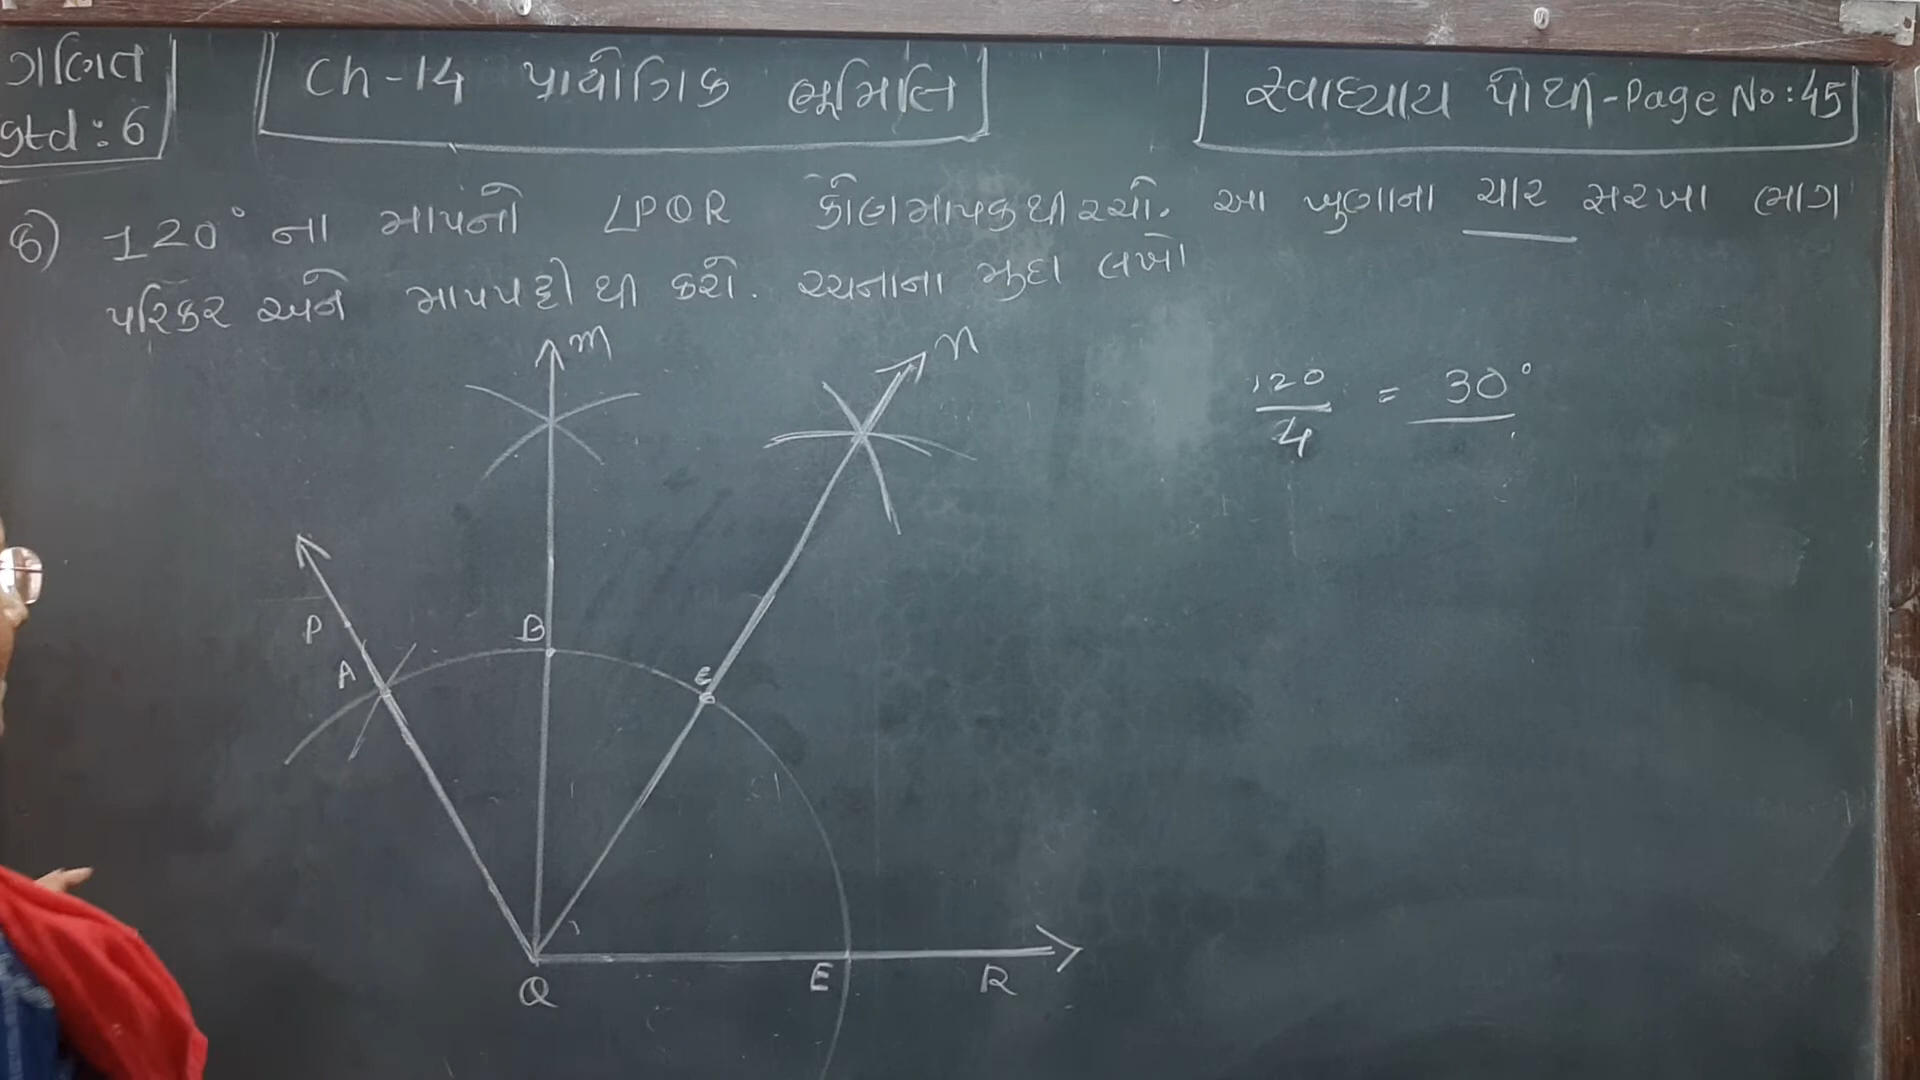 ગણિત
std : 6
Ch-14 પ્રાયોગિક ભૂમિતિ
સ્વાધ્યાય પોથી - Page No : 45
6) 120° ના માપનો ∠PQR કોણમાપકથી રચો. આ ખુણાના ચાર સરખા ભાગ
પરિકર અને માપપટ્ટી થી કરો. રચનાના મુદ્દા લખો
m
n
120/4 = 30°
P
A
B
E
Q
E
R